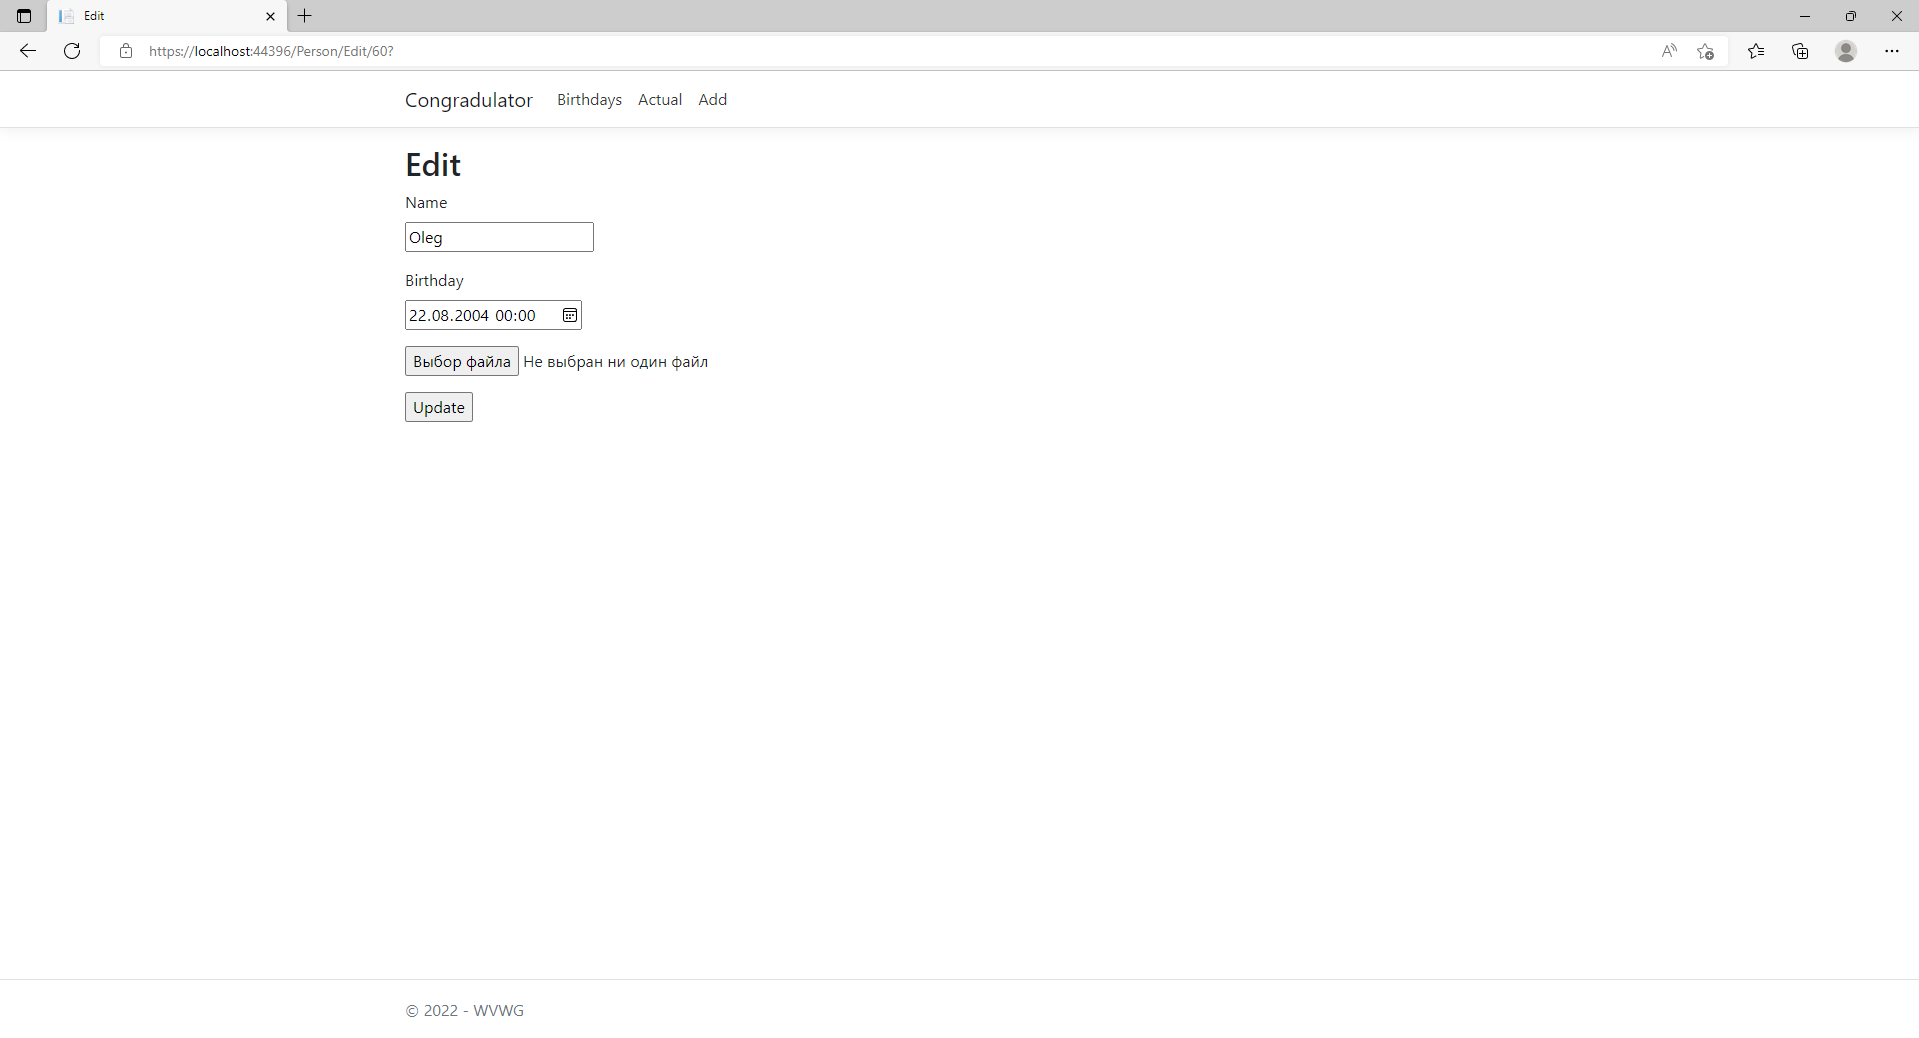 Edit
https://localhost:44396/Person/Edit/60?
Congradulator Birthdays Actual Add
Edit
Name
Oleg
Birthday
22.08.2004 00:00
Выбор файла Не выбран ни один файл
Update
© 2022 - WVWG